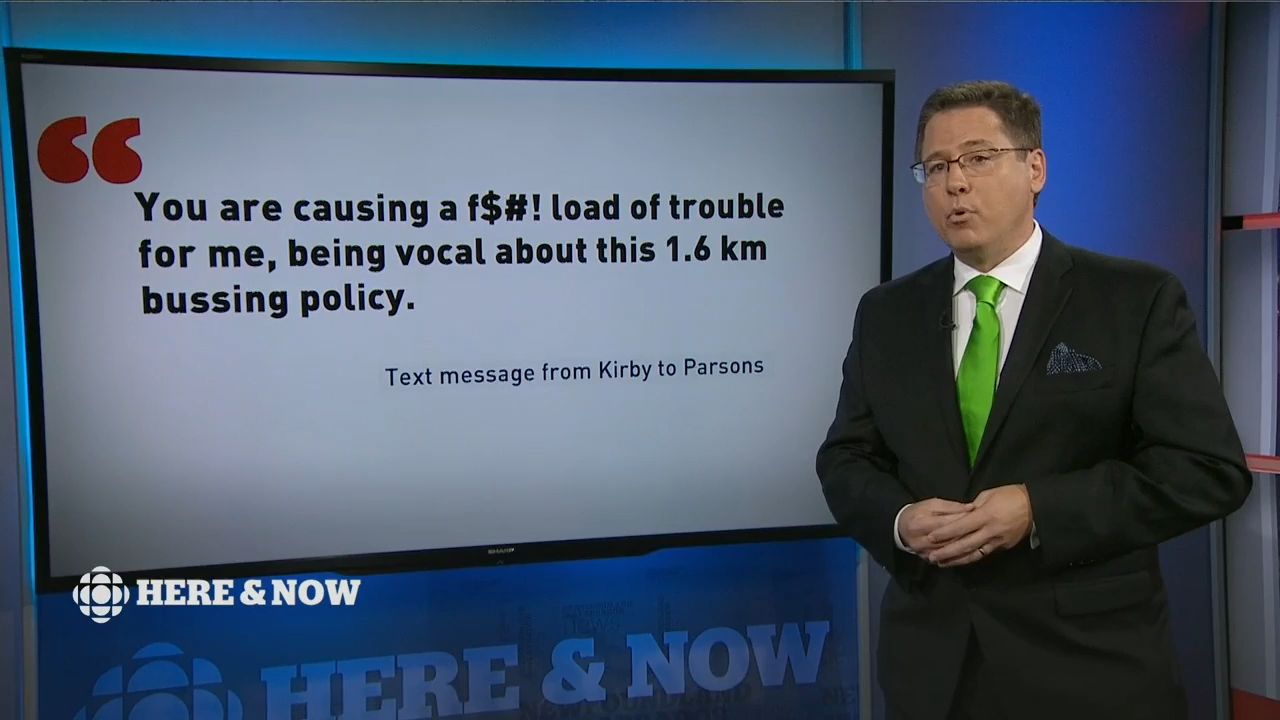 “
You are causing a f$#! load of trouble
for me, being vocal about this 1.6 km
bussing policy.
Text message from Kirby to Parsons
SHARP
HERE & NOW
HERE & NOW